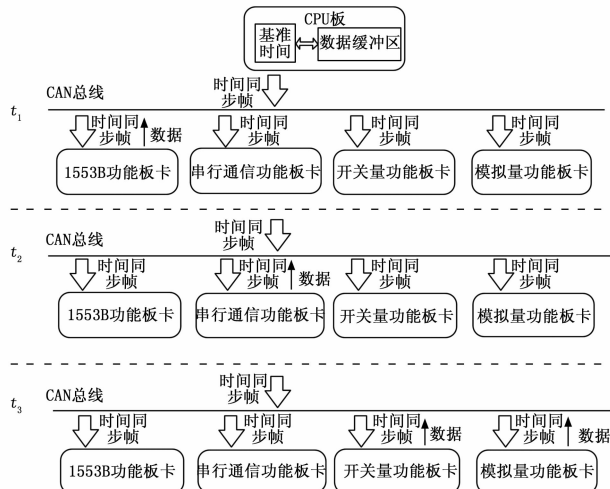 CPU板
基准
时间
数据缓冲区
时间同
步帧
t1
CAN总线
时间同
步帧
数据
时间同
步帧
时间同
步帧
时间同
步帧
1553B功能板卡
串行通信功能板卡
开关量功能板卡
模拟量功能板卡
CAN总线
时间同
步帧
t2
时间同
步帧
时间同
步帧
数据
时间同
步帧
时间同
步帧
1553B功能板卡
串行通信功能板卡
开关量功能板卡
模拟量功能板卡
CAN总线
时间同
步帧
t3
时间同
步帧
时间同
步帧
时间同
步帧
数据
时间同
步帧
数据
1553B功能板卡
串行通信功能板卡
开关量功能板卡
模拟量功能板卡